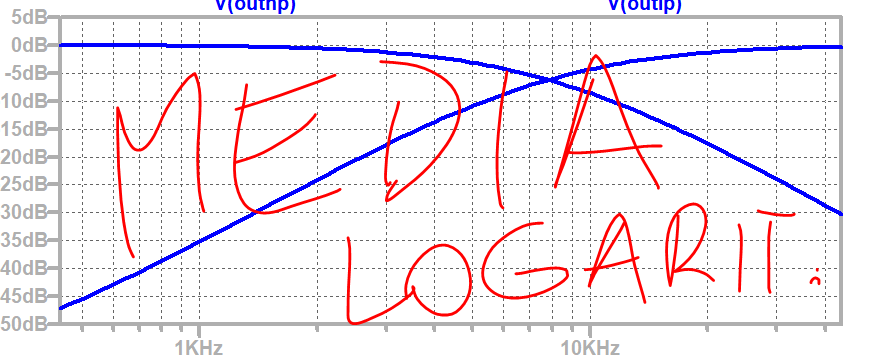 V(outhp) V(outlp)
5dB
0dB
-5dB
10dB
15dB
20dB
25dB
30dB
35dB
40dB
45dB
50dB
MEDIA
LOGARIT.
1KHz 10KHz